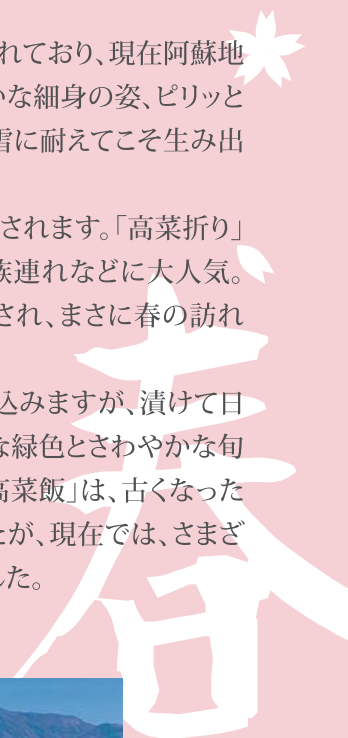 れており、現在阿蘇地
な細身の姿、ピリッと
雪に耐えてこそ生み出
されます。「高菜折り」
族連れなどに大人気。
され、まさに春の訪れ
込みますが、漬けて日
な緑色とさわやかな旬
高菜飯」は、古くなった
が、現在では、さまざ
た。
春